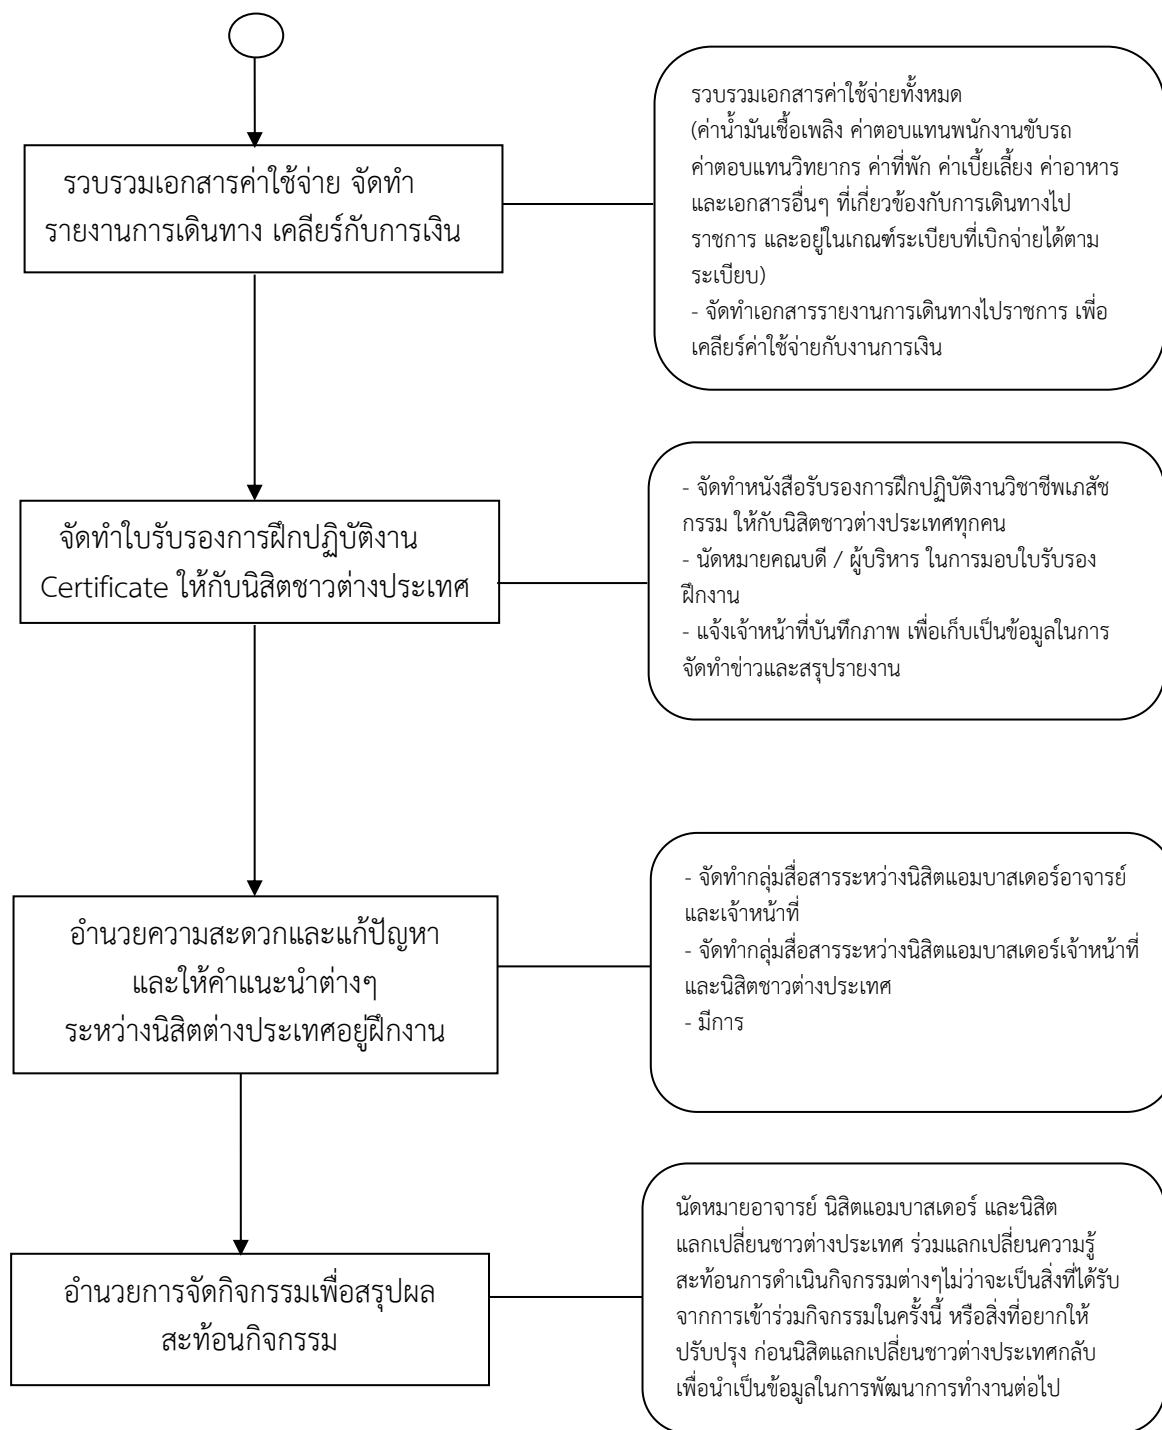 รวบรวมเอกสารค่าใช้จ่าย จัดทำ
รายงานการเดินทาง เคลียร์กับการเงิน
รวบรวมเอกสารค่าใช้จ่ายทั้งหมด
(ค่าน้ำมันเชื้อเพลิง ค่าตอบแทนพนักงานขับรถ
ค่าตอบแทนวิทยากร ค่าที่พัก ค่าเบี้ยเลี้ยง ค่าอาหาร
และเอกสารอื่นๆ ที่เกี่ยวข้องกับการเดินทางไป
ราชการ และอยู่ในเกณฑ์ระเบียบที่เบิกจ่ายได้ตาม
ระเบียบ)
- จัดทำเอกสารรายงานการเดินทางไปราชการ เพื่อ
เคลียร์ค่าใช้จ่ายกับงานการเงิน
จัดทำใบรับรองการฝึกปฏิบัติงาน
Certificate ให้กับนิสิตชาวต่างประเทศ
- จัดทำหนังสือรับรองการฝึกปฏิบัติงานวิชาชีพเภสัช
กรรม ให้กับนิสิตชาวต่างประเทศทุกคน
- นัดหมายคณบดี / ผู้บริหาร ในการมอบใบรับรอง
ฝึกงาน
- แจ้งเจ้าหน้าที่บันทึกภาพ เพื่อเก็บเป็นข้อมูลในการ
จัดทำข่าวและสรุปรายงาน
อำนวยความสะดวกและแก้ปัญหา
และให้คำแนะนำต่างๆ
ระหว่างนิสิตต่างประเทศอยู่ฝึกงาน
- จัดทำกลุ่มสื่อสารระหว่างนิสิตแอมบาสเดอร์อาจารย์
และเจ้าหน้าที่
- จัดทำกลุ่มสื่อสารระหว่างนิสิตแอมบาสเดอร์เจ้าหน้าที่
และนิสิตชาวต่างประเทศ
- มีการ
อำนวยการจัดกิจกรรมเพื่อสรุปผล
สะท้อนกิจกรรม
นัดหมายอาจารย์ นิสิตแอมบาสเดอร์ และนิสิต
แลกเปลี่ยนชาวต่างประเทศ ร่วมแลกเปลี่ยนความรู้
สะท้อนการดำเนินกิจกรรมต่างๆไม่ว่าจะเป็นสิ่งที่ได้รับ
จากการเข้าร่วมกิจกรรมในครั้งนี้ หรือสิ่งที่อยากให้
ปรับปรุง ก่อนนิสิตแลกเปลี่ยนชาวต่างประเทศกลับ
เพื่อนำเป็นข้อมูลในการพัฒนาการทำงานต่อไป